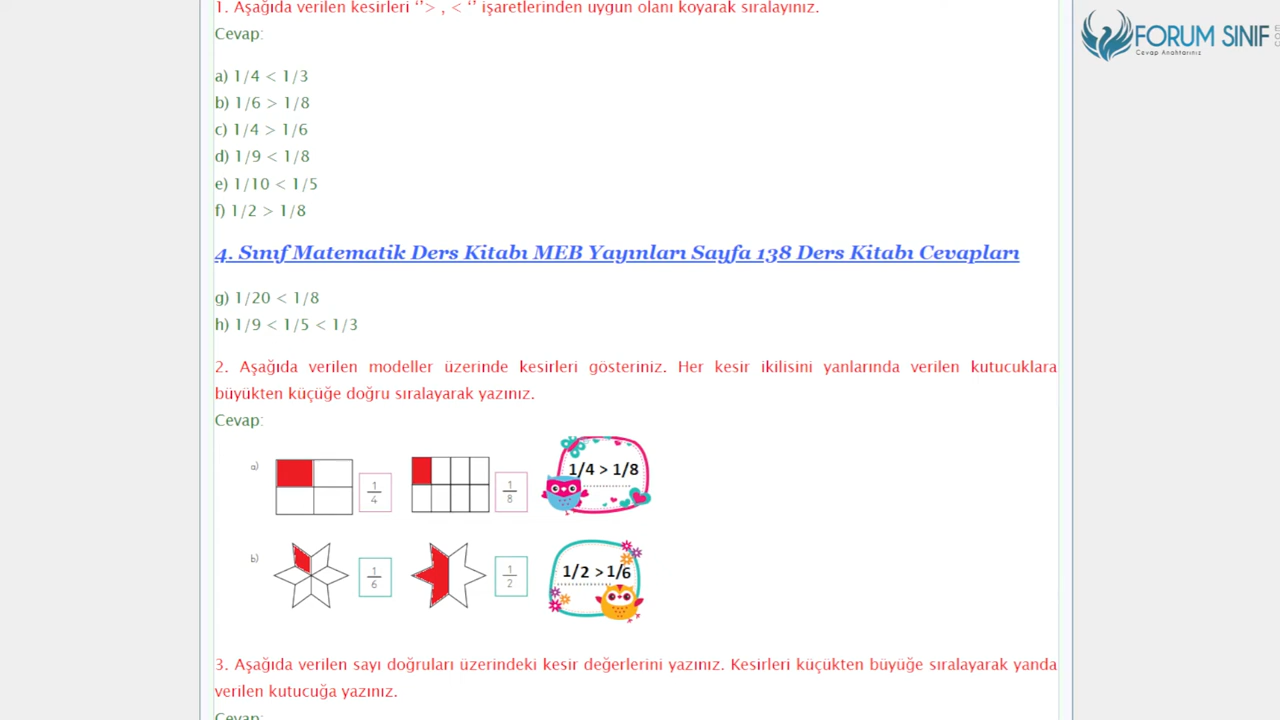 1. Aşağıda verilen kesirleri ‘’> , < ‘’ işaretlerinden uygun olanı koyarak sıralayınız.
FORUM SINIF
Cevap Anahtarınız
Cevap:
a) 1/4 < 1/3
b) 1/6 > 1/8
c) 1/4 > 1/6
d) 1/9 < 1/8
e) 1/10 < 1/5
f) 1/2 > 1/8
4. Sınıf Matematik Ders Kitabı MEB Yayınları Sayfa 138 Ders Kitabı Cevapları
g) 1/20 < 1/8
h) 1/9 < 1/5 < 1/3
2. Aşağıda verilen modeller üzerinde kesirleri gösteriniz. Her kesir ikilisini yanlarında verilen kutucuklara
büyükten küçüğe doğru sıralayarak yazınız.
Cevap:
a) 1/4 1/8 1/4 > 1/8
b) 1/6 1/2 1/2 > 1/6
3. Aşağıda verilen sayı doğruları üzerindeki kesir değerlerini yazınız. Kesirleri küçükten büyüğe sıralayarak yanda
verilen kutucuğa yazınız.
Cevap: